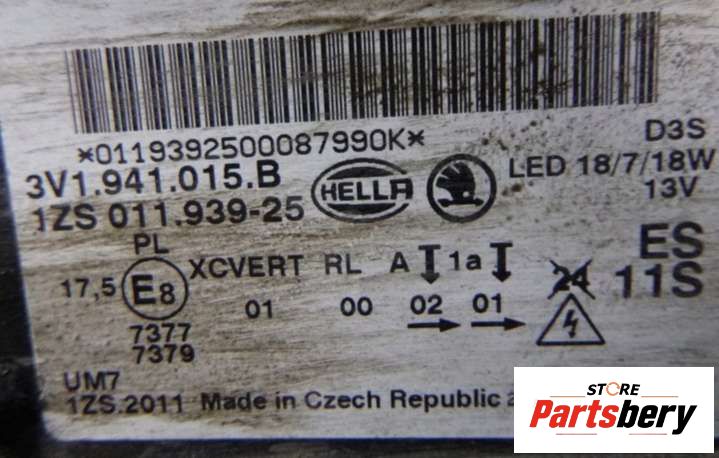 *0119392500087990K*
D3S
3V1.941.015.B
HELLA
LED 18/7/18W
13V
1ZS 011.939-25
PL
ES
17,5 E8 XCVERT RL A 1a
24 11S
01 00 02 01
7377
7379
UM7
1ZS.2011 Made in Czech Republic
STORE
Partsbery